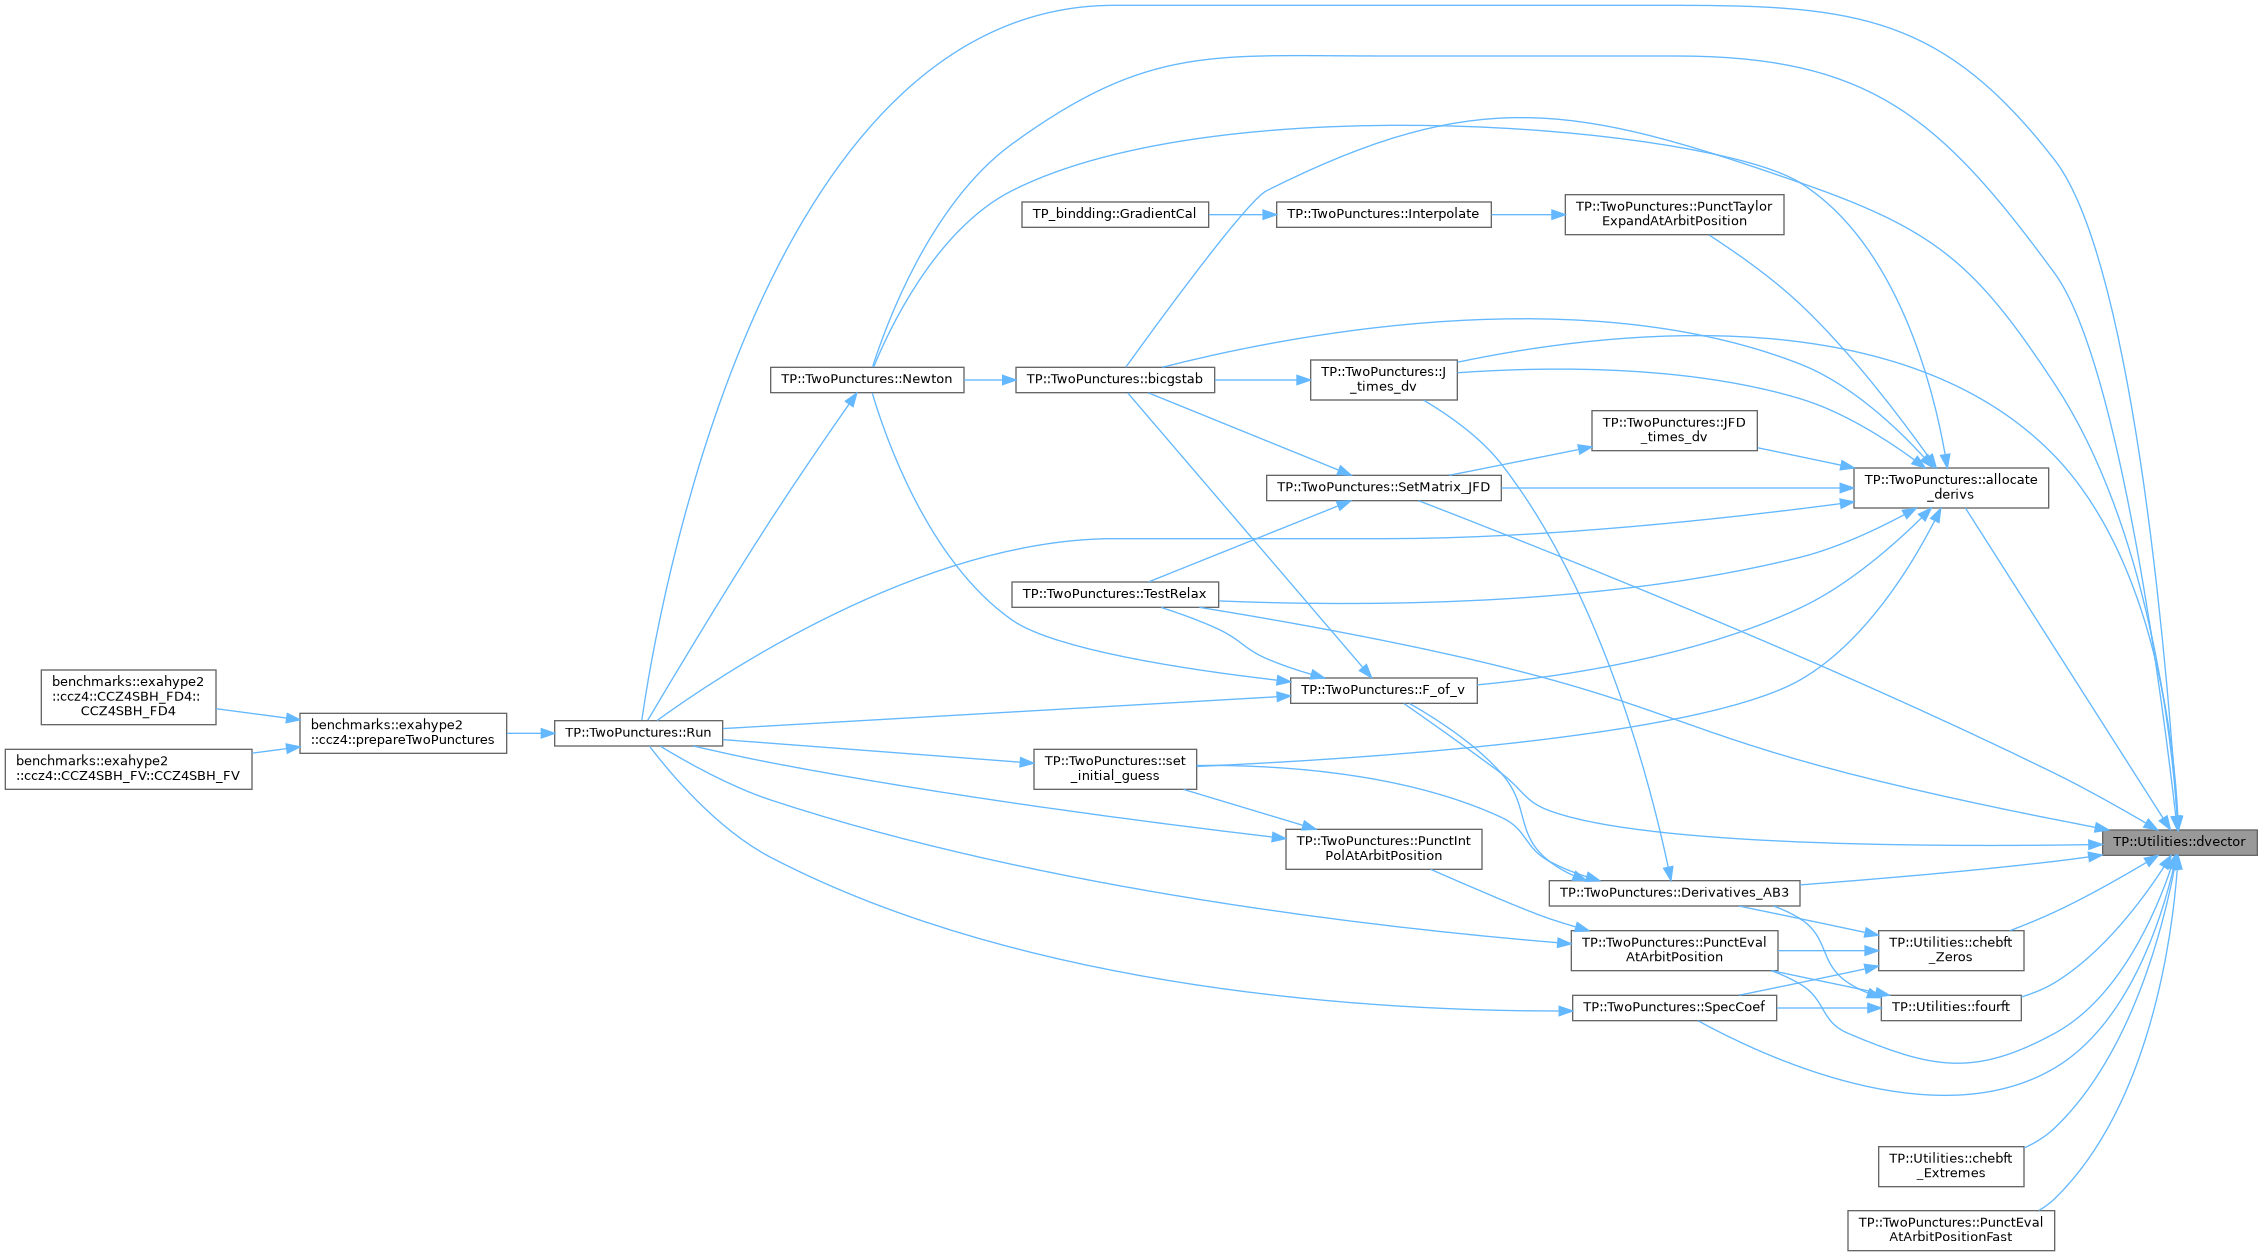 TP::TwoPunctures::PunctTaylor
ExpandAtArbitPosition
TP_bindding::GradientCal
TP::TwoPunctures::Interpolate
TP::TwoPunctures::Newton
TP::TwoPunctures::bicgstab
TP::TwoPunctures::J
_times_dv
TP::TwoPunctures::JFD
_times_dv
TP::TwoPunctures::SetMatrix_JFD
TP::TwoPunctures::allocate
_derivs
TP::TwoPunctures::TestRelax
benchmarks::exahype2
::ccz4::CCZ4SBH_FD4::
CCZ4SBH_FD4
TP::TwoPunctures::F_of_v
benchmarks::exahype2
::ccz4::prepareTwoPunctures
TP::TwoPunctures::Run
benchmarks::exahype2
::ccz4::CCZ4SBH_FV::CCZ4SBH_FV
TP::TwoPunctures::set
_initial_guess
TP::TwoPunctures::PunctInt
PolAtArbitPosition
TP::Utilities::dvector
TP::TwoPunctures::Derivatives_AB3
TP::TwoPunctures::PunctEval
AtArbitPosition
TP::Utilities::chebft
_Zeros
TP::TwoPunctures::SpecCoef
TP::Utilities::fourft
TP::Utilities::chebft
_Extremes
TP::TwoPunctures::PunctEval
AtArbitPositionFast